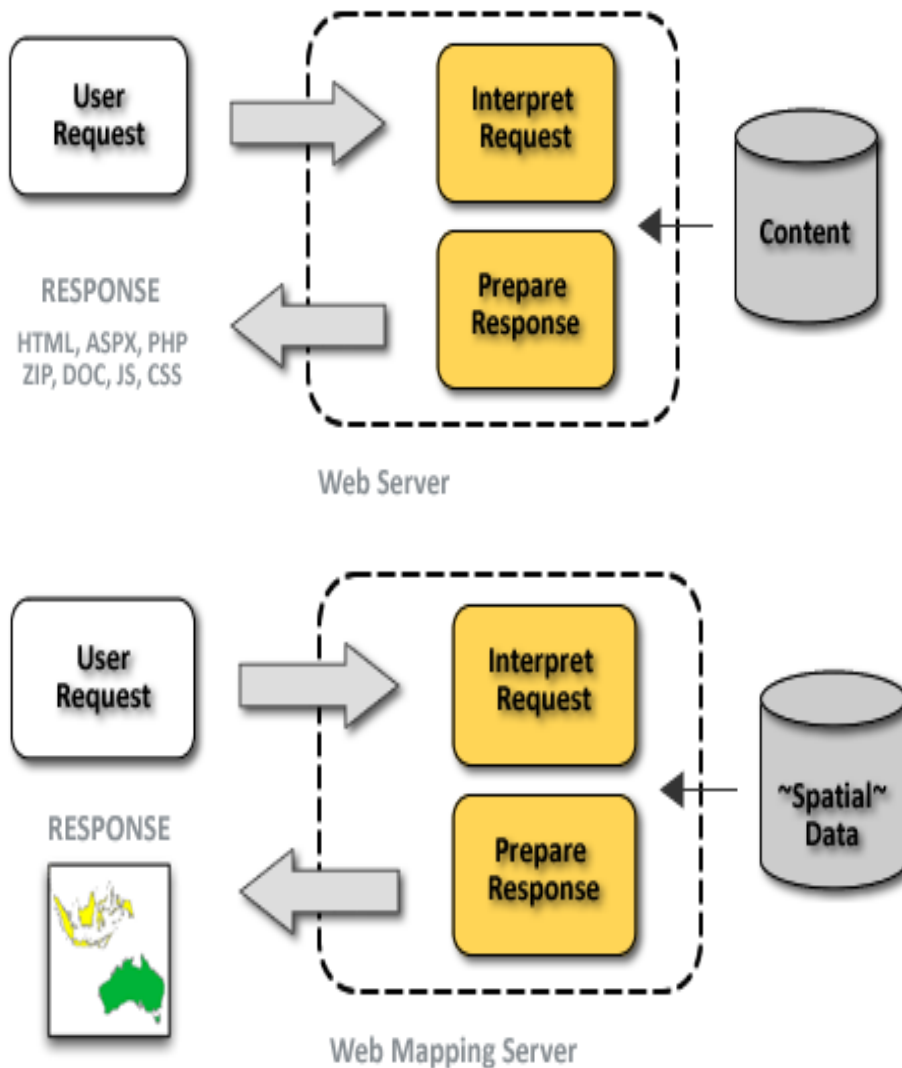 User
Request
Interpret
Request
Content
Prepare
Response
RESPONSE
HTML, ASPX, PHP
ZIP, DOC, JS, CSS
Web Server
User
Request
Interpret
Request
~Spatial~
Data
Prepare
Response
RESPONSE
Web Mapping Server